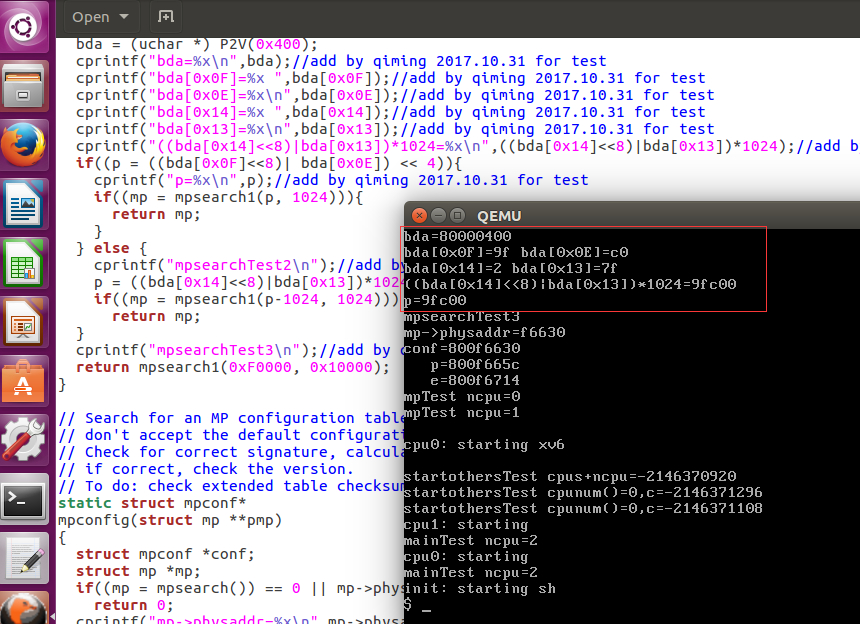 Open
bda = (uchar *) P2V(0x400);
cprintf("bda=%x\n",bda);//add by qiming 2017.10.31 for test
cprintf("bda[0x0F]=%x ",bda[0x0F]);//add by qiming 2017.10.31 for test
cprintf("bda[0x0E]=%x\n",bda[0x0E]);//add by qiming 2017.10.31 for test
cprintf("bda[0x14]=%x ",bda[0x14]);//add by qiming 2017.10.31 for test
cprintf("bda[0x13]=%x\n",bda[0x13]);//add by qiming 2017.10.31 for test
cprintf("((bda[0x14]<<8)|bda[0x13])*1024=%x\n",((bda[0x14]<<8)|bda[0x13])*1024);//add b
if((p = ((bda[0x0F]<<8)| bda[0x0E]) << 4)){
cprintf("p=%x\n",p);//add by qiming 2017.10.31 for test
if((mp = mpsearch1(p, 1024))){
return mp;
}
} else {
cprintf("mpsearchTest2\n");//add b
p = ((bda[0x14]<<8)|bda[0x13])*102
if((mp = mpsearch1(p-1024, 1024)))
return mp;
}
cprintf("mpsearchTest3\n");//add by
return mpsearch1(0xF0000, 0x10000);
}
// Search for an MP configuration table
// don't accept the default configurati
// Check for correct signature, calcula
// if correct, check the version.
// To do: check extended table checksum
static struct mpconf*
mpconfig(struct mp **pmp)
{
struct mpconf *conf;
struct mp *mp;
if((mp = mpsearch()) == 0 || mp->phys
return 0;
cprintf("mp->physaddr=%x\n",mp->physa
QEMU
bda=80000400
bda[0x0F]=9f bda[0x0E]=c0
bda[0x14]=2 bda[0x13]=7f
((bda[0x14]<<8)|bda[0x13])*1024=9fc00
p=9fc00
mpsearchTest3
mp->physaddr=f6630
conf=800f6630
p=800f665c
e=800f6714
mpTest ncpu=0
mpTest ncpu=1
cpu0: starting xv6
startothersTest cpus+ncpu=-2146370920
startothersTest cpunum()=0,c=-2146371296
startothersTest cpunum()=0,c=-2146371108
cpu1: starting
mainTest ncpu=2
cpu0: starting
mainTest ncpu=2
init: starting sh
$ _